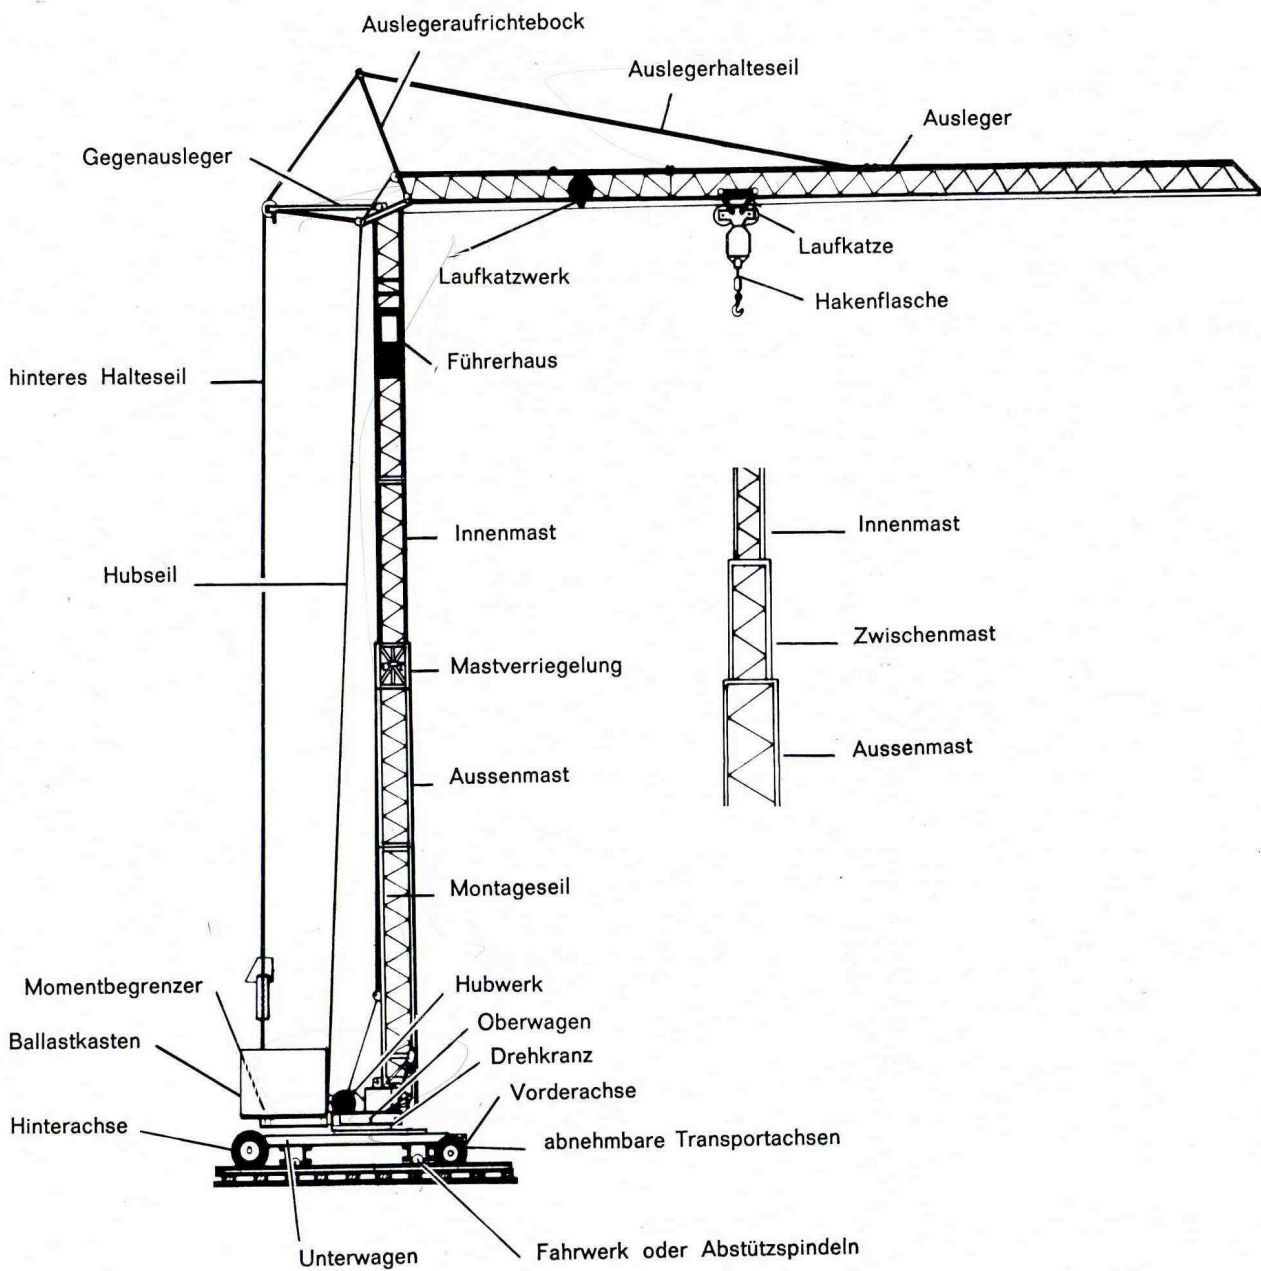 Auslegeraufrichtebock
Auslegerhalteseil
Ausleger
Gegenausleger
Laufkatze
Laufkatzwerk
Hakenflasche
Führerhaus
hinteres Halteseil
Innenmast
Innenmast
Hubseil
Zwischenmast
Mastverriegelung
Aussenmast
Aussenmast
Montageseil
Momentbegrenzer
Hubwerk
Oberwagen
Ballastkasten
Drehkranz
Vorderachse
Hinterachse
abnehmbare Transportachsen
Unterwagen
Fahrwerk oder Abstützspindeln